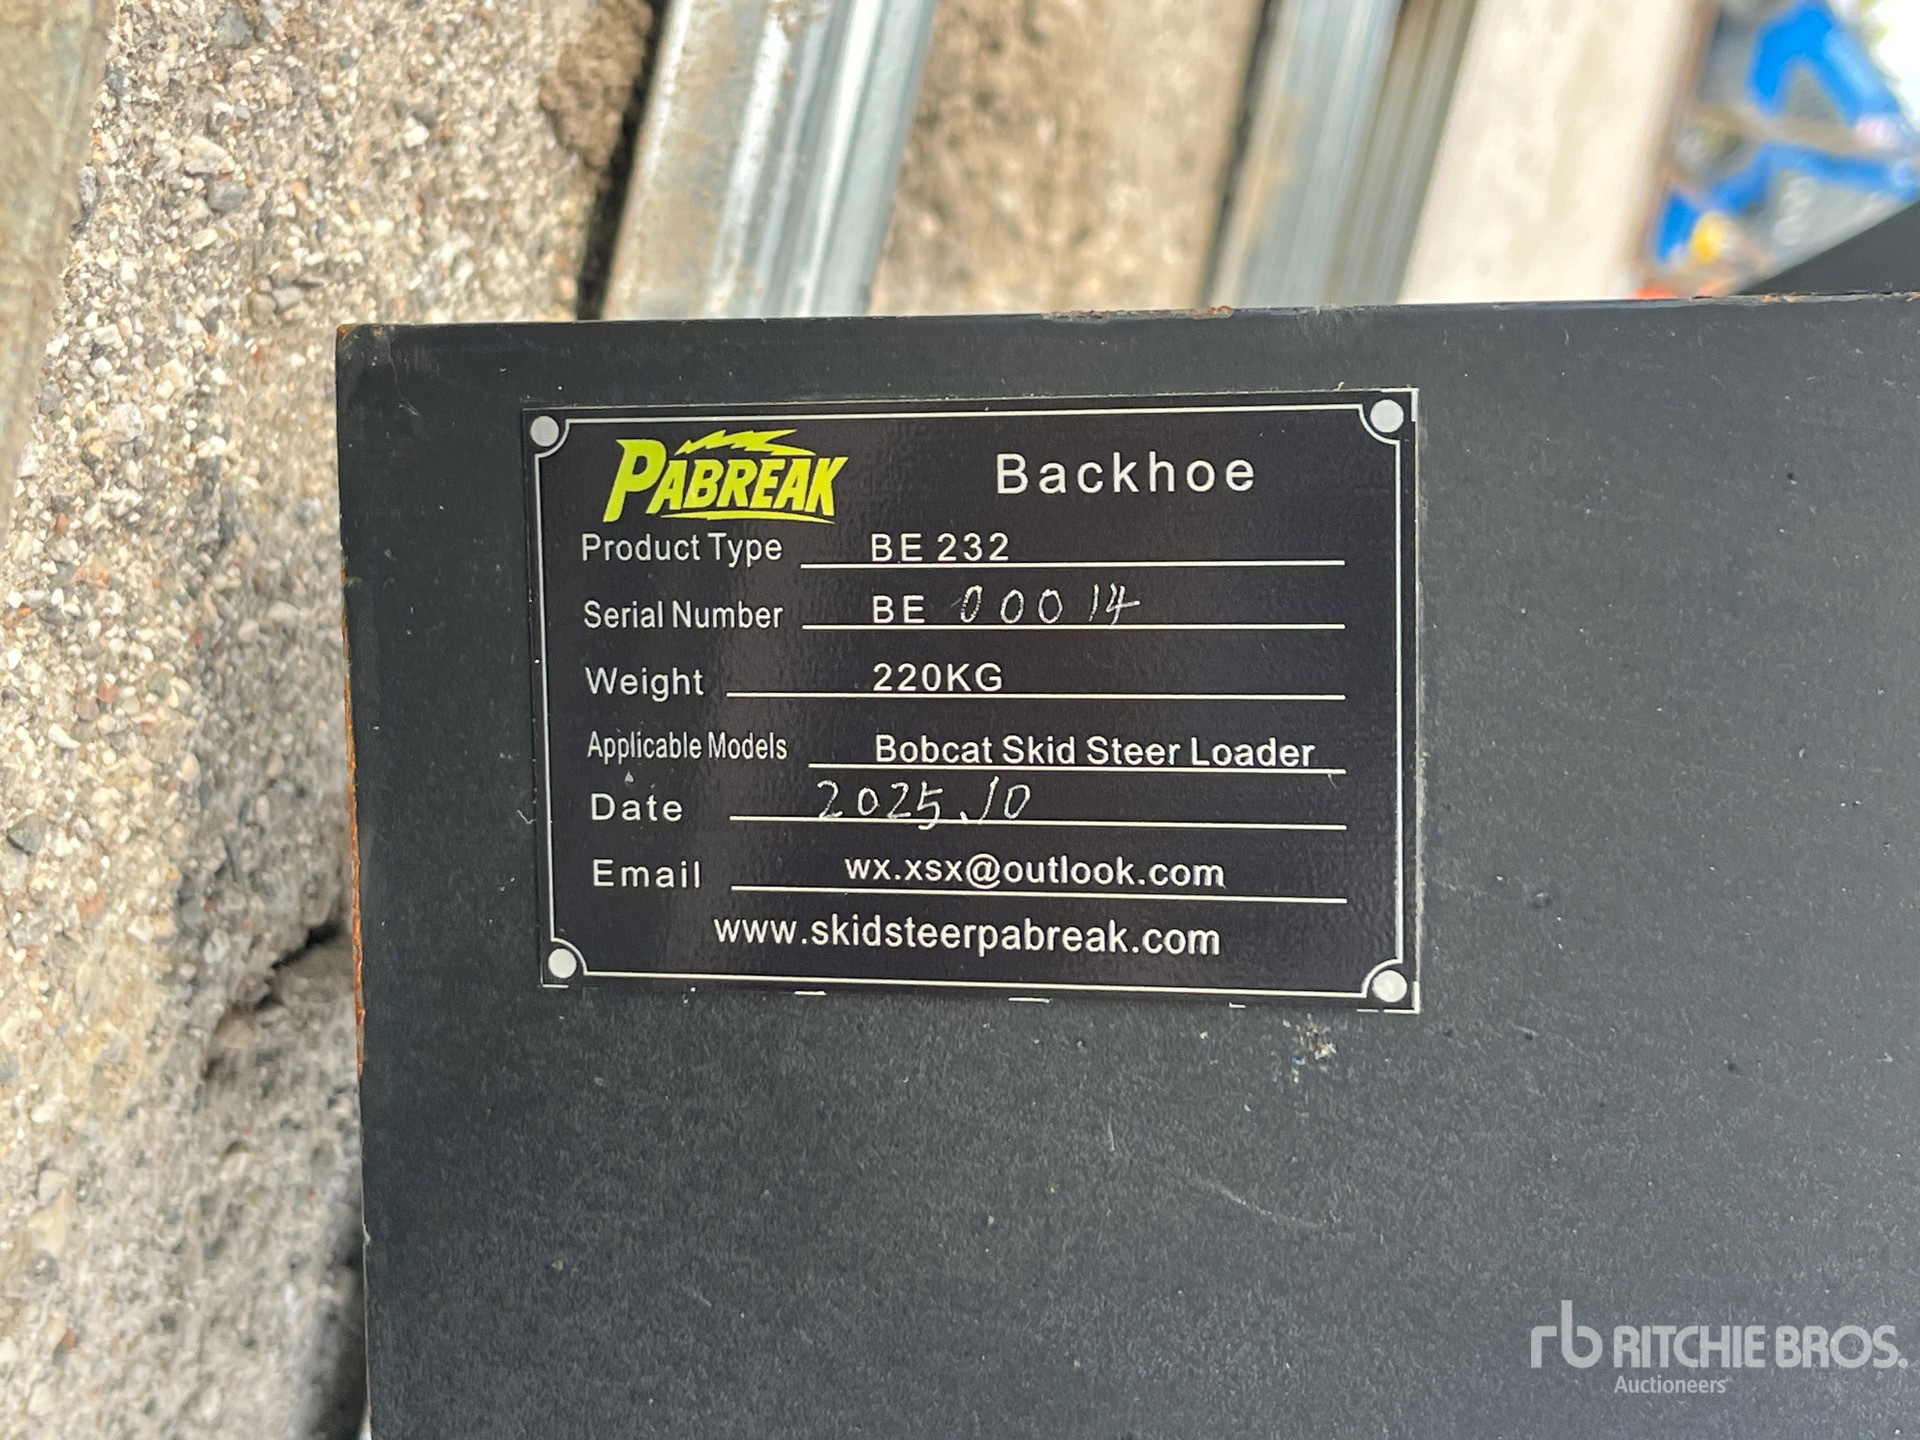 PABREAK Backhoe
Product Type BE 232
Serial Number BE 00014
Weight 220KG
Applicable Models Bobcat Skid Steer Loader
Date 2025.10
Email wx.xsx@outlook.com
www.skidsteerpabreak.com
rb RITCHIE BROS.
Auctioneers